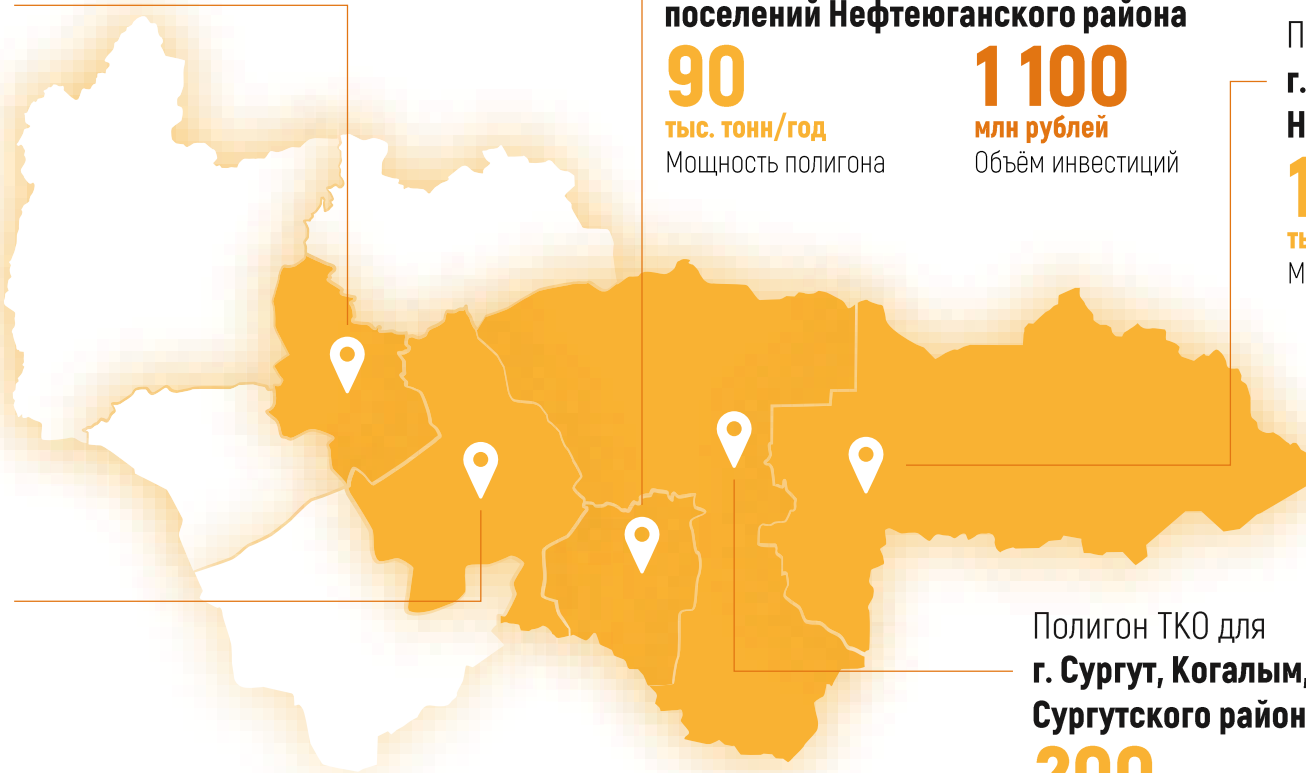 поселений Нефтеюганского района
90
тыс. тонн/год
Мощность полигона
1 100
млн рублей
Объём инвестиций
г.
Полигон ТКО для
г. Сургут, Когалым,
Сургутского район